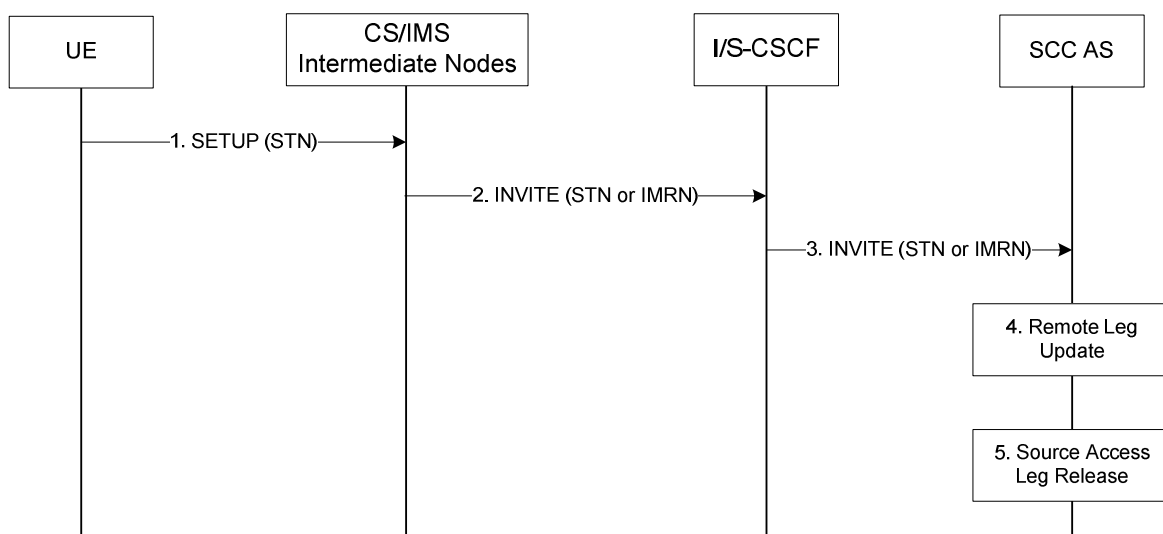 UE
CS/IMS
Intermediate Nodes
I/S-CSCF
SCC AS
1. SETUP (STN)
2. INVITE (STN or IMRN)
3. INVITE (STN or IMRN)
4. Remote Leg
Update
5. Source Access
Leg Release